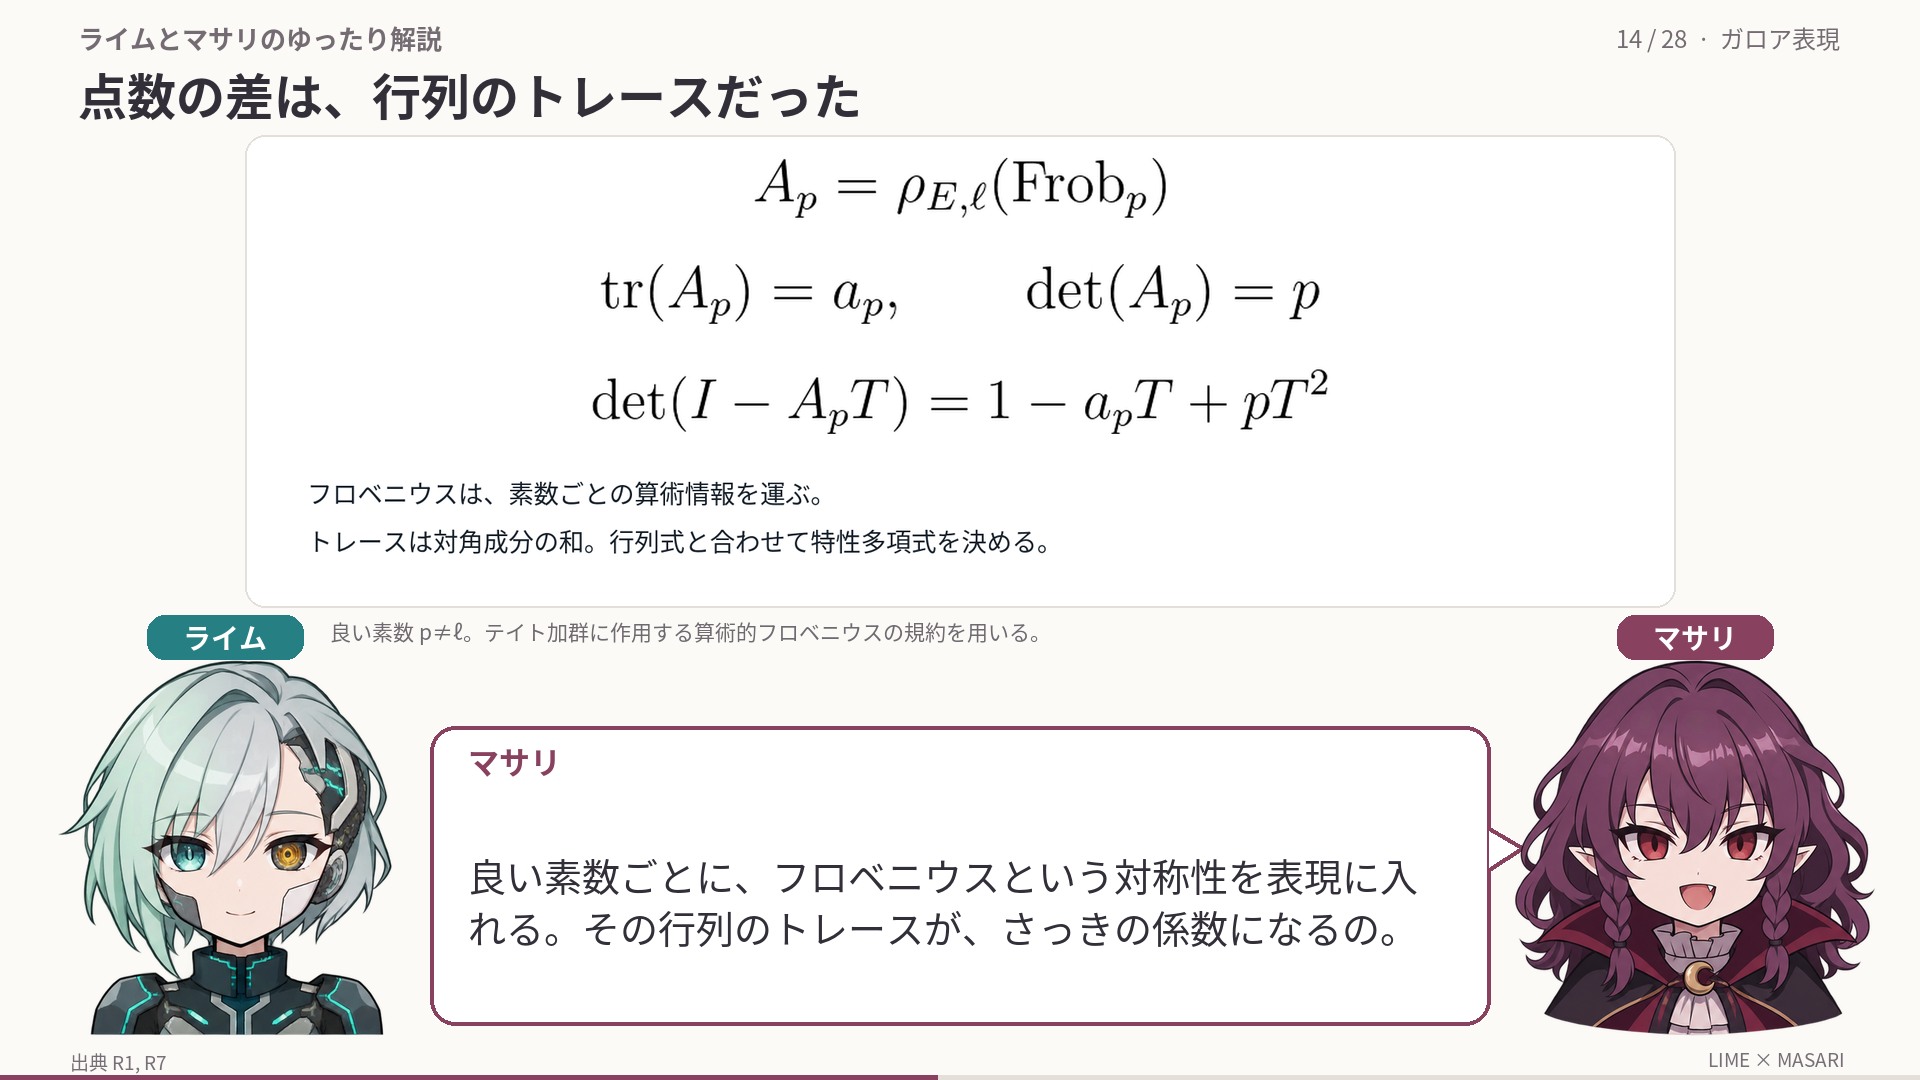 ライムとマサリのゆったり解説
14 / 28 · ガロア表現
点数の差は、行列のトレースだった
A_p = ρ_{E,ℓ}(Frob_p)
tr(A_p) = a_p,  det(A_p) = p
det(I − A_pT) = 1 − a_pT + pT²
フロベニウスは、素数ごとの算術情報を運ぶ。
トレースは対角成分の和。行列式と合わせて特性多項式を決める。
ライム
良い素数 p≠ℓ。テイト加群に作用する算術的フロベニウスの規約を用いる。
マサリ
マサリ
良い素数ごとに、フロベニウスという対称性を表現に入
れる。その行列のトレースが、さっきの係数になるの。
出典 R1, R7
LIME × MASARI